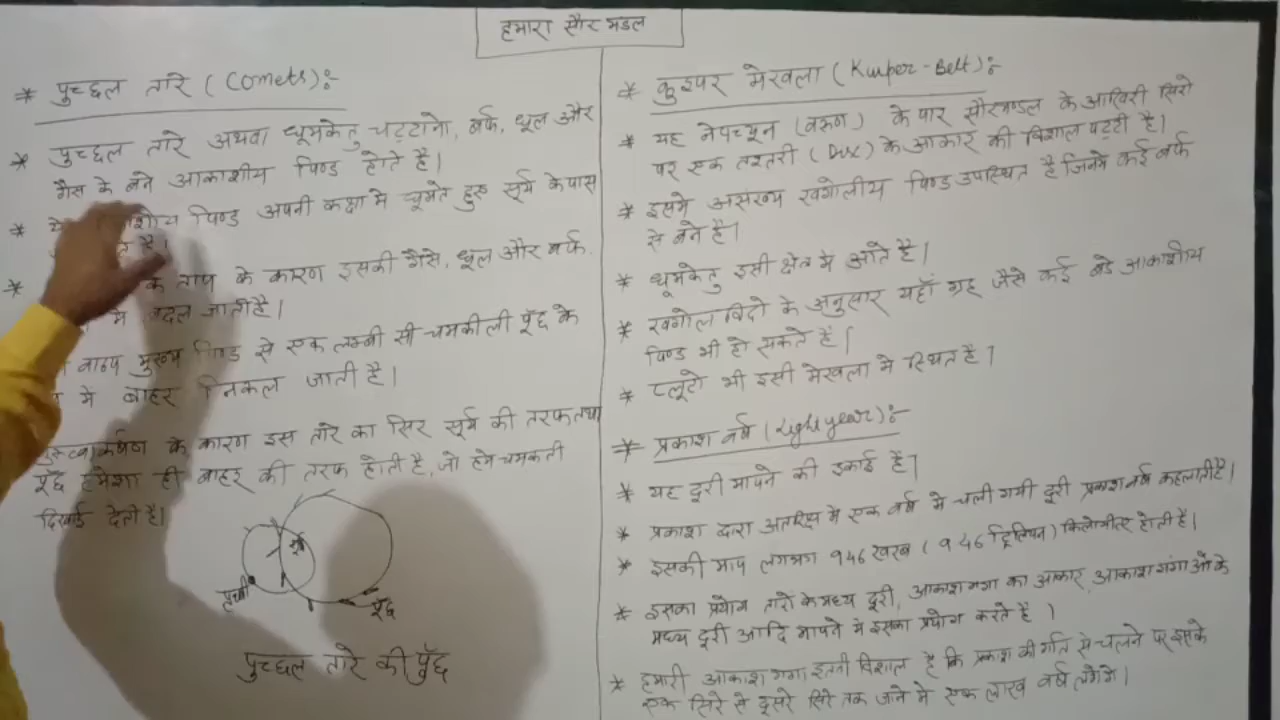 हमारा सौर मंडल
* पुच्छल तारे (Comets):-
* पुच्छल तारे अथवा धूमकेतु चट्टानो, बर्फ, धूल और
गैस के बने आकाशीय पिण्ड होते है।
* पिण्ड अपनी कक्षा मे घूमते हुए सूर्य के पास
है।
* के ताप के कारण इसकी गैसे, धूल और बर्फ,
मे बदल जाती है।
वाष्प मुख्य पिण्ड से एक लम्बी सी चमकीली पूँछ के
मे बाहर निकल जाती है।
के कारण इस तारे का सिर सूर्य की तरफ तथा
पूँछ हमेशा ही बाहर की तरफ होती है, जो हमे चमकती
दिखाई देती है।
सूर्य
पृथ्वी
पूँछ
पुच्छल तारे की पूँछ
* कुइपर मेखला (Kuiper-Belt):-
* यह नेपच्यून (वरुण) के पार सौरमण्डल के आखिरी सिरो
पर एक तश्तरी (Disc) के आकार की विशाल पट्टी है।
* इसमे असंख्य खगोलीय पिण्ड उपस्थित है जिनमे कई बर्फ
से बने है।
* धूमकेतु इसी क्षेत्र मे आते है।
* खगोल विदो के अनुसार यहाँ ग्रह जैसे कई बडे आकाशीय
पिण्ड भी हो सकते है।
* प्लूटो भी इसी मेखला मे स्थित है।
* प्रकाश वर्ष (Light year):-
* यह दूरी मापने की इकाई है।
* प्रकाश द्वारा अंतरिक्ष मे एक वर्ष मे चली गयी दूरी प्रकाश वर्ष कहलाती है।
* इसकी माप लगभग ९४६ खरब (९.४६ ट्रिलियन) किलोमीटर होती है।
* इसका प्रयोग तारो के मध्य दूरी, आकाश गंगा का आकार, आकाश गंगाओ के
मध्य दूरी आदि मापने मे इसका प्रयोग करते है।
* हमारी आकाश गंगा इतनी विशाल है कि प्रकाश की गति से चलने पर इसके
एक सिरे से दूसरे सिरे तक जाने मे एक लाख वर्ष लगेगे।